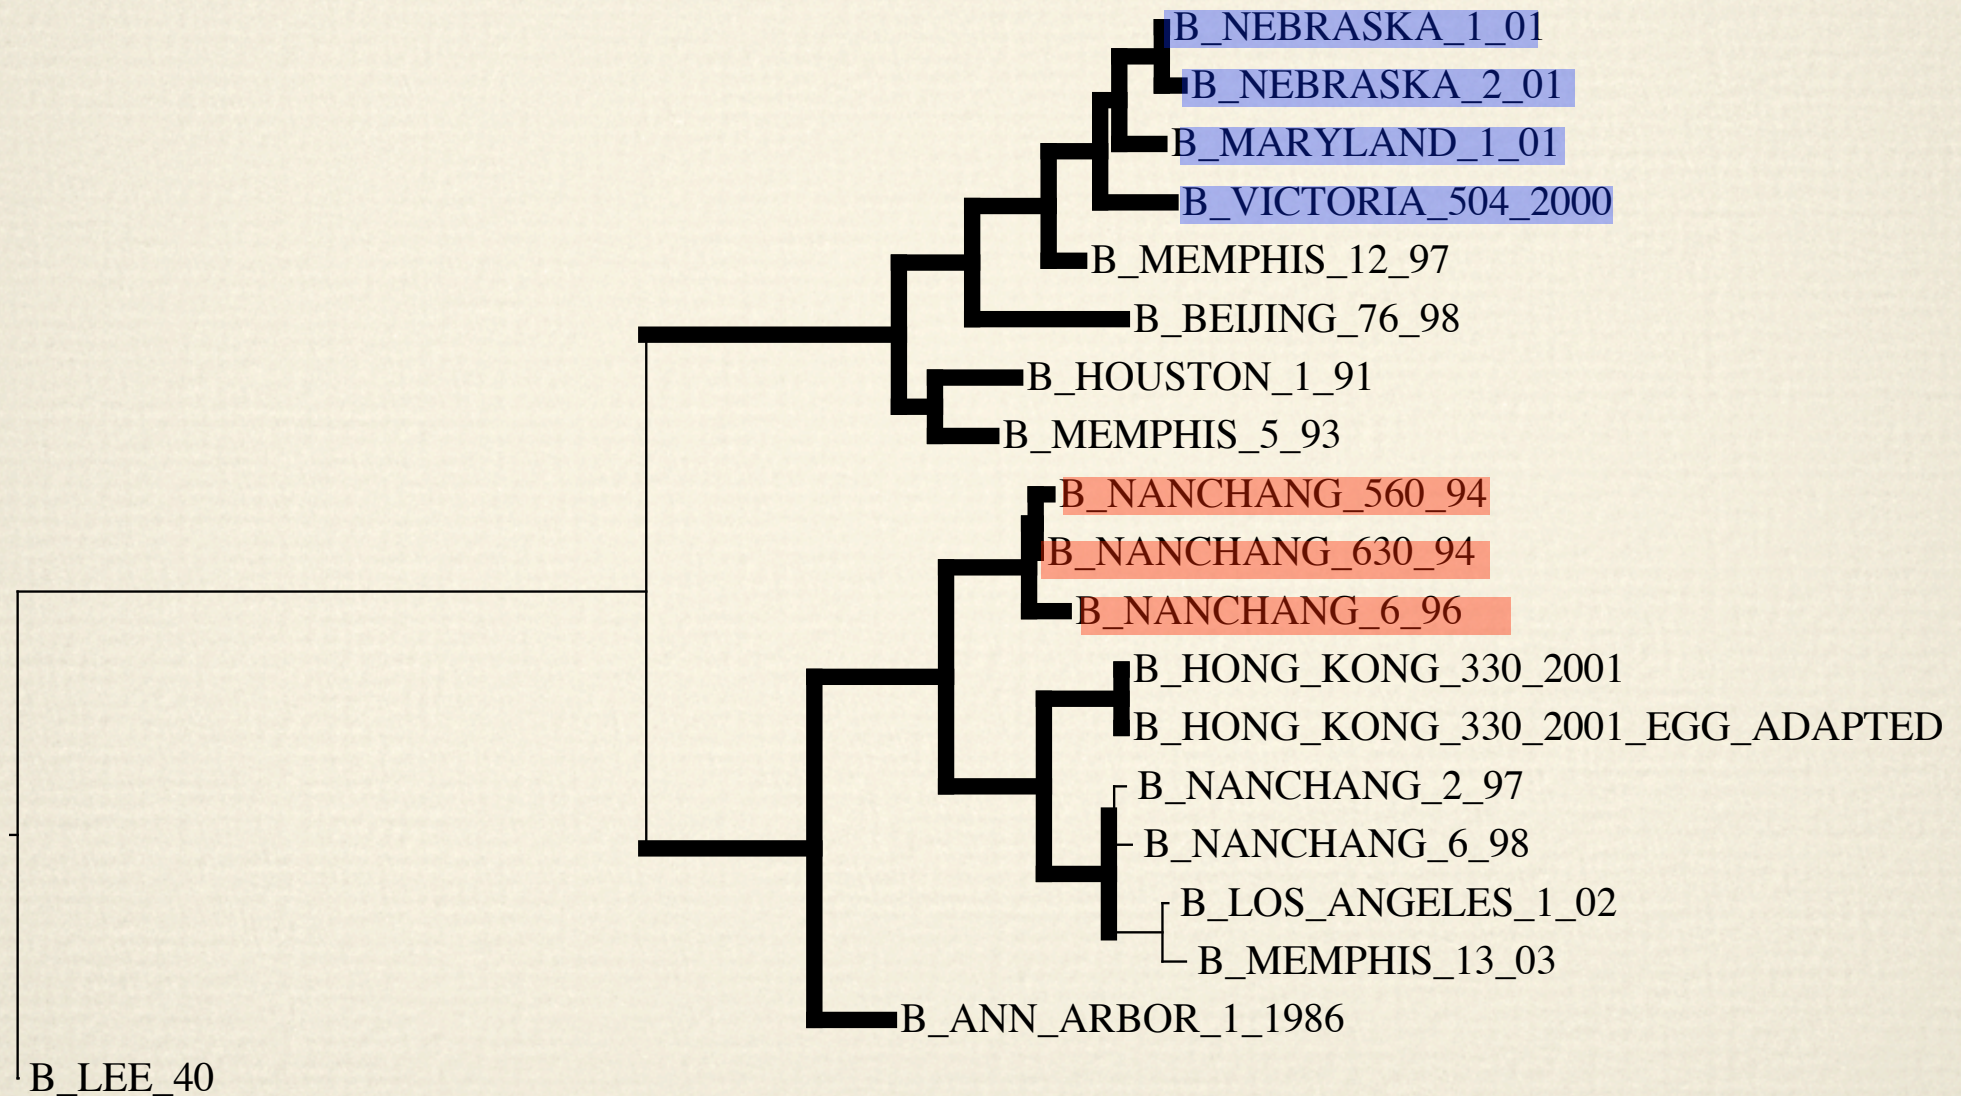 B_NEBRASKA_1_01
B_NEBRASKA_2_01
B_MARYLAND_1_01
B_VICTORIA_504_2000
B_MEMPHIS_12_97
B_BEIJING_76_98
B_HOUSTON_1_91
B_MEMPHIS_5_93
B_NANCHANG_560_94
B_NANCHANG_630_94
B_NANCHANG_6_96
B_HONG_KONG_330_2001
B_HONG_KONG_330_2001_EGG_ADAPTED
B_NANCHANG_2_97
B_NANCHANG_6_98
B_LOS_ANGELES_1_02
B_MEMPHIS_13_03
B_ANN_ARBOR_1_1986
B_LEE_40